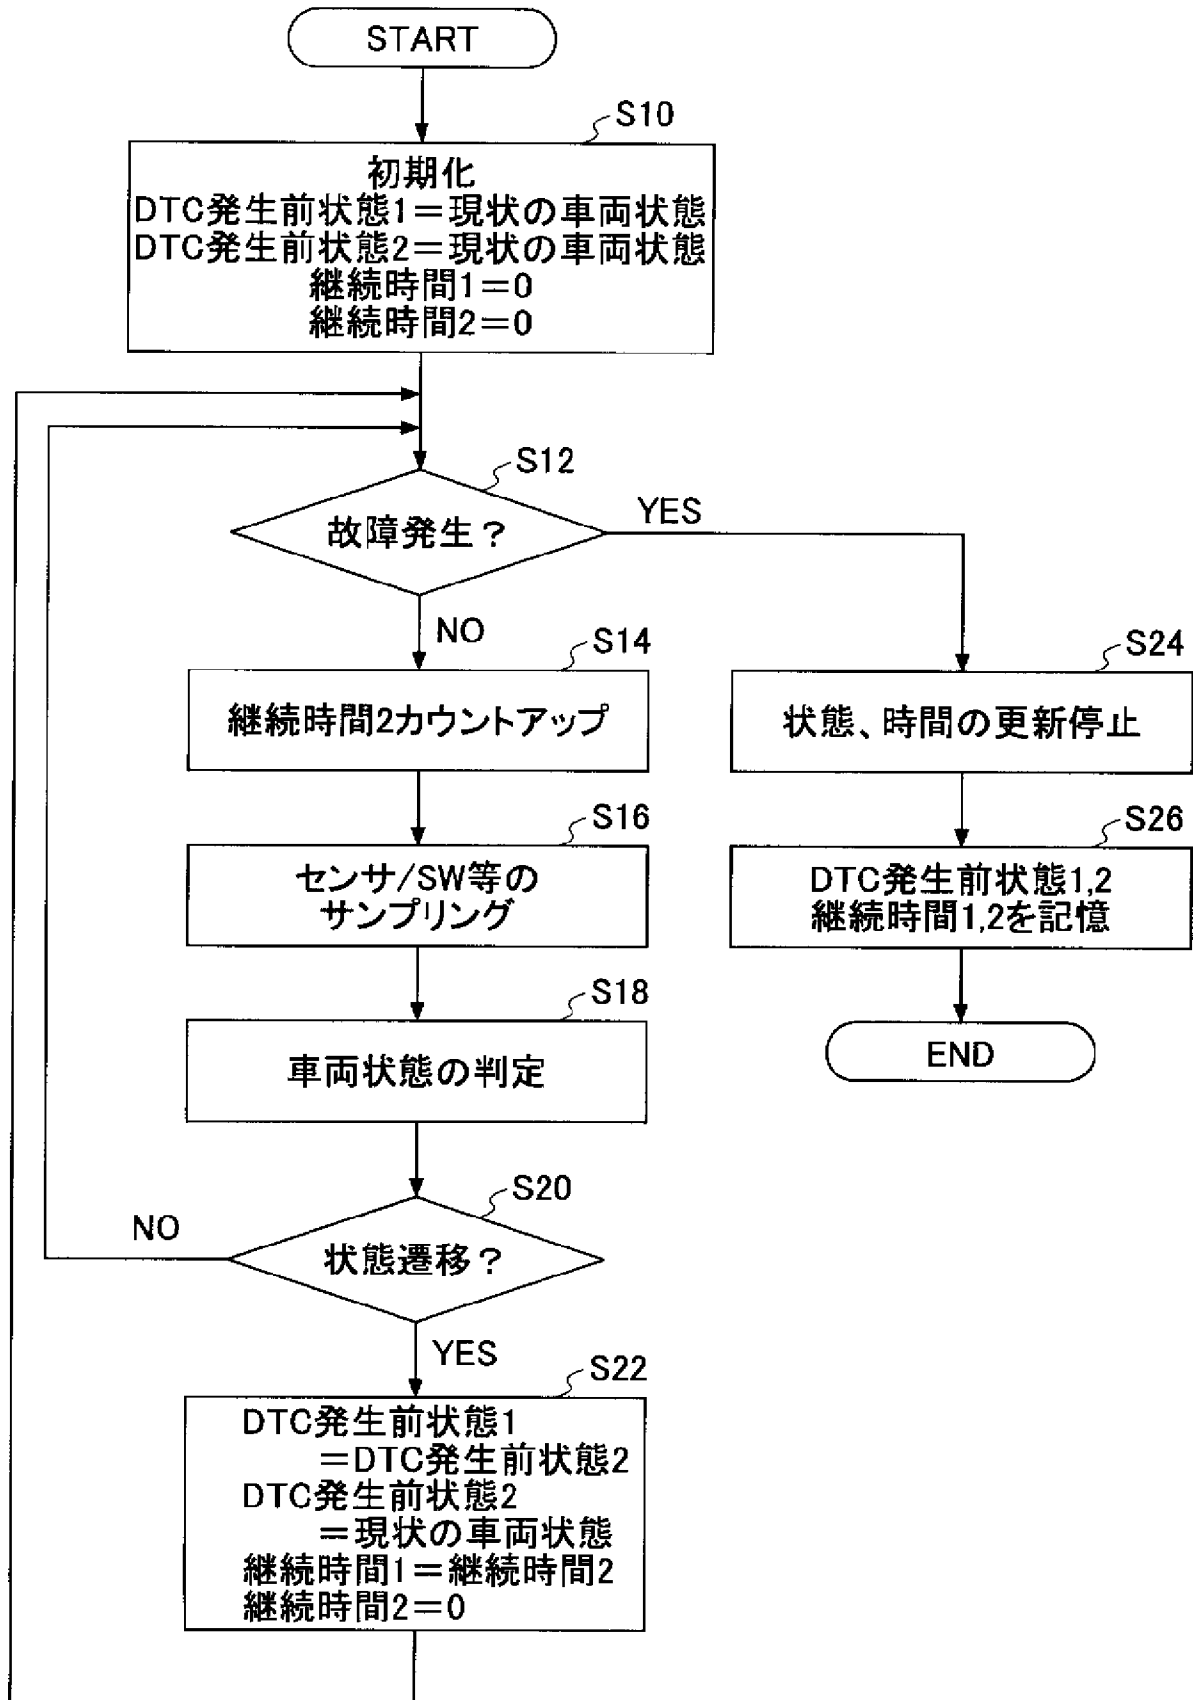 START
S10
初期化
DTC発生前状態1＝現状の車両状態
DTC発生前状態2＝現状の車両状態
継続時間1＝0
継続時間2＝0
S12
故障発生？
YES
NO
S14
継続時間2カウントアップ
S24
状態、時間の更新停止
S16
センサ/SW等の
サンプリング
S26
DTC発生前状態1,2
継続時間1,2を記憶
S18
車両状態の判定
END
S20
状態遷移？
NO
YES
S22
DTC発生前状態1
＝DTC発生前状態2
DTC発生前状態2
＝現状の車両状態
継続時間1＝継続時間2
継続時間2＝0